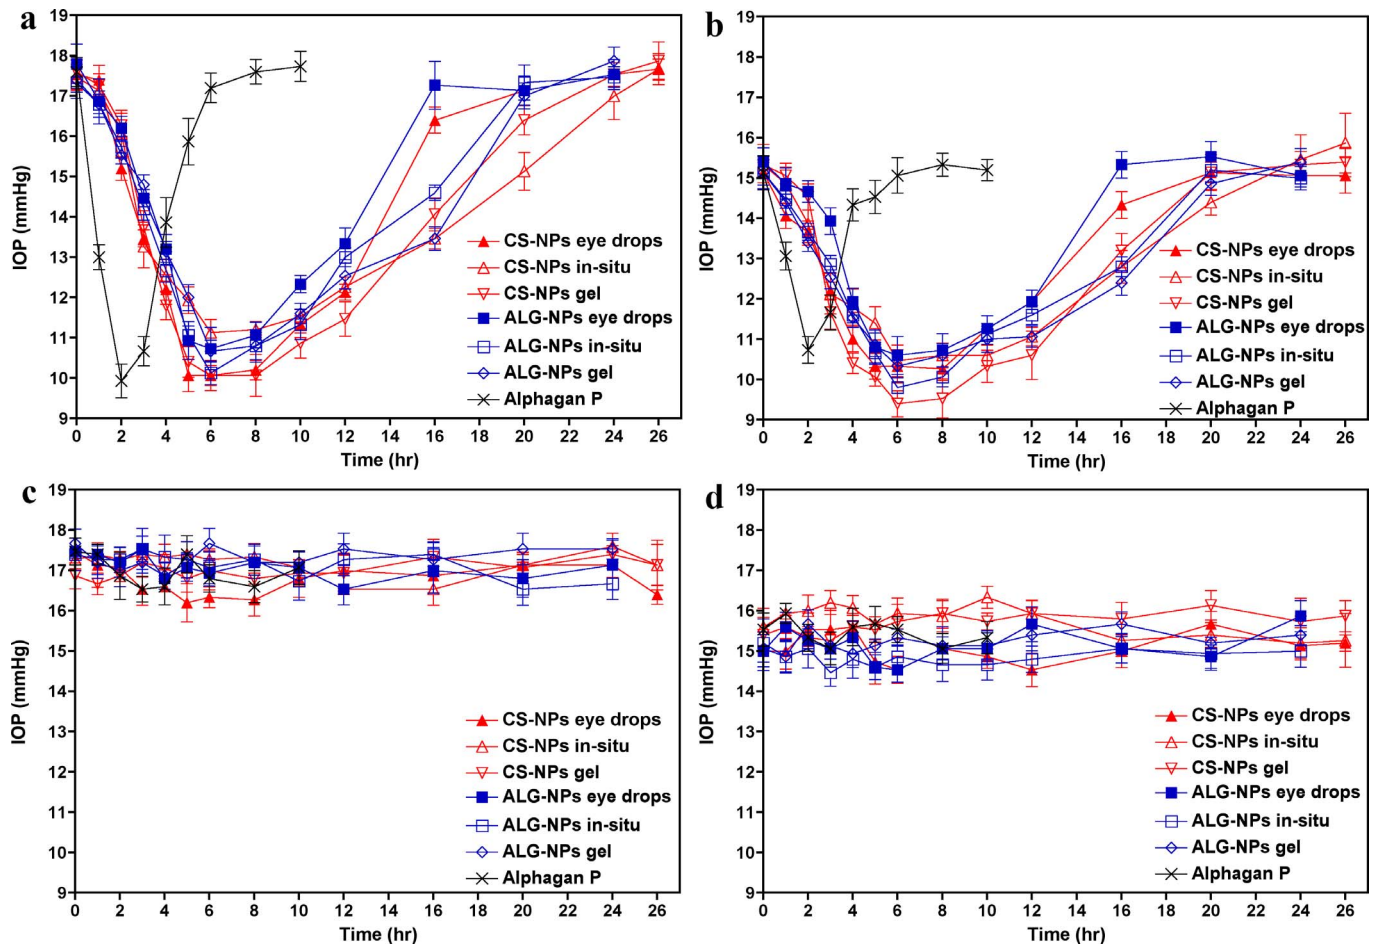 a
19
18
17
16
15
14
13
12
11
10
9
IOP (mmHg)
0 2 4 6 8 10 12 14 16 18 20 22 24 26
Time (hr)
CS-NPs eye drops
CS-NPs in-situ
CS-NPs gel
ALG-NPs eye drops
ALG-NPs in-situ
ALG-NPs gel
Alphagan P
b
19
18
17
16
15
14
13
12
11
10
9
IOP (mmHg)
0 2 4 6 8 10 12 14 16 18 20 22 24 26
Time (hr)
CS-NPs eye drops
CS-NPs in-situ
CS-NPs gel
ALG-NPs eye drops
ALG-NPs in-situ
ALG-NPs gel
Alphagan P
c
19
18
17
16
15
14
13
12
11
10
9
IOP (mmHg)
0 2 4 6 8 10 12 14 16 18 20 22 24 26
Time (hr)
CS-NPs eye drops
CS-NPs in-situ
CS-NPs gel
ALG-NPs eye drops
ALG-NPs in-situ
ALG-NPs gel
Alphagan P
d
19
18
17
16
15
14
13
12
11
10
9
IOP (mmHg)
0 2 4 6 8 10 12 14 16 18 20 22 24 26
Time (hr)
CS-NPs eye drops
CS-NPs in-situ
CS-NPs gel
ALG-NPs eye drops
ALG-NPs in-situ
ALG-NPs gel
Alphagan P